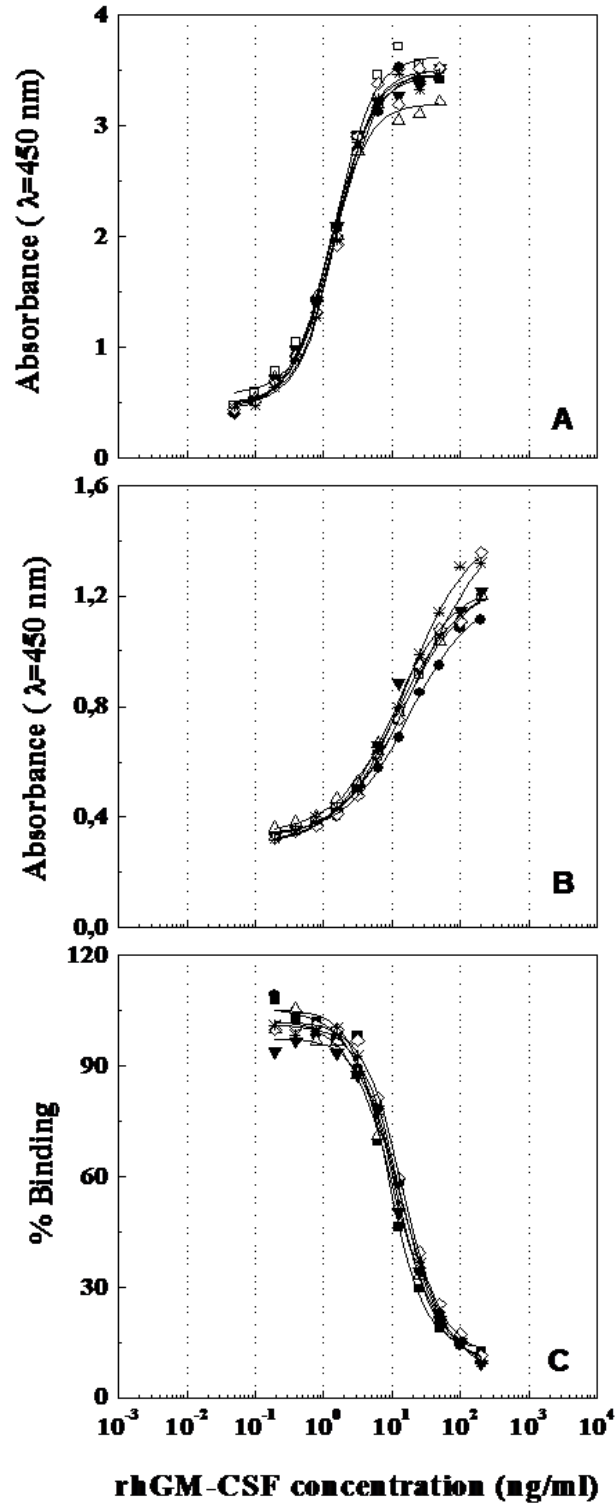 4
3
2
1
0
Absorbance ( λ=450 nm)
A
1,6
1,2
0,8
0,4
0,0
Absorbance ( λ=450 nm)
B
120
90
60
30
0
% Binding
C
10⁻³ 10⁻² 10⁻¹ 10⁰ 10¹ 10² 10³ 10⁴
rhGM-CSF concentration (ng/ml)